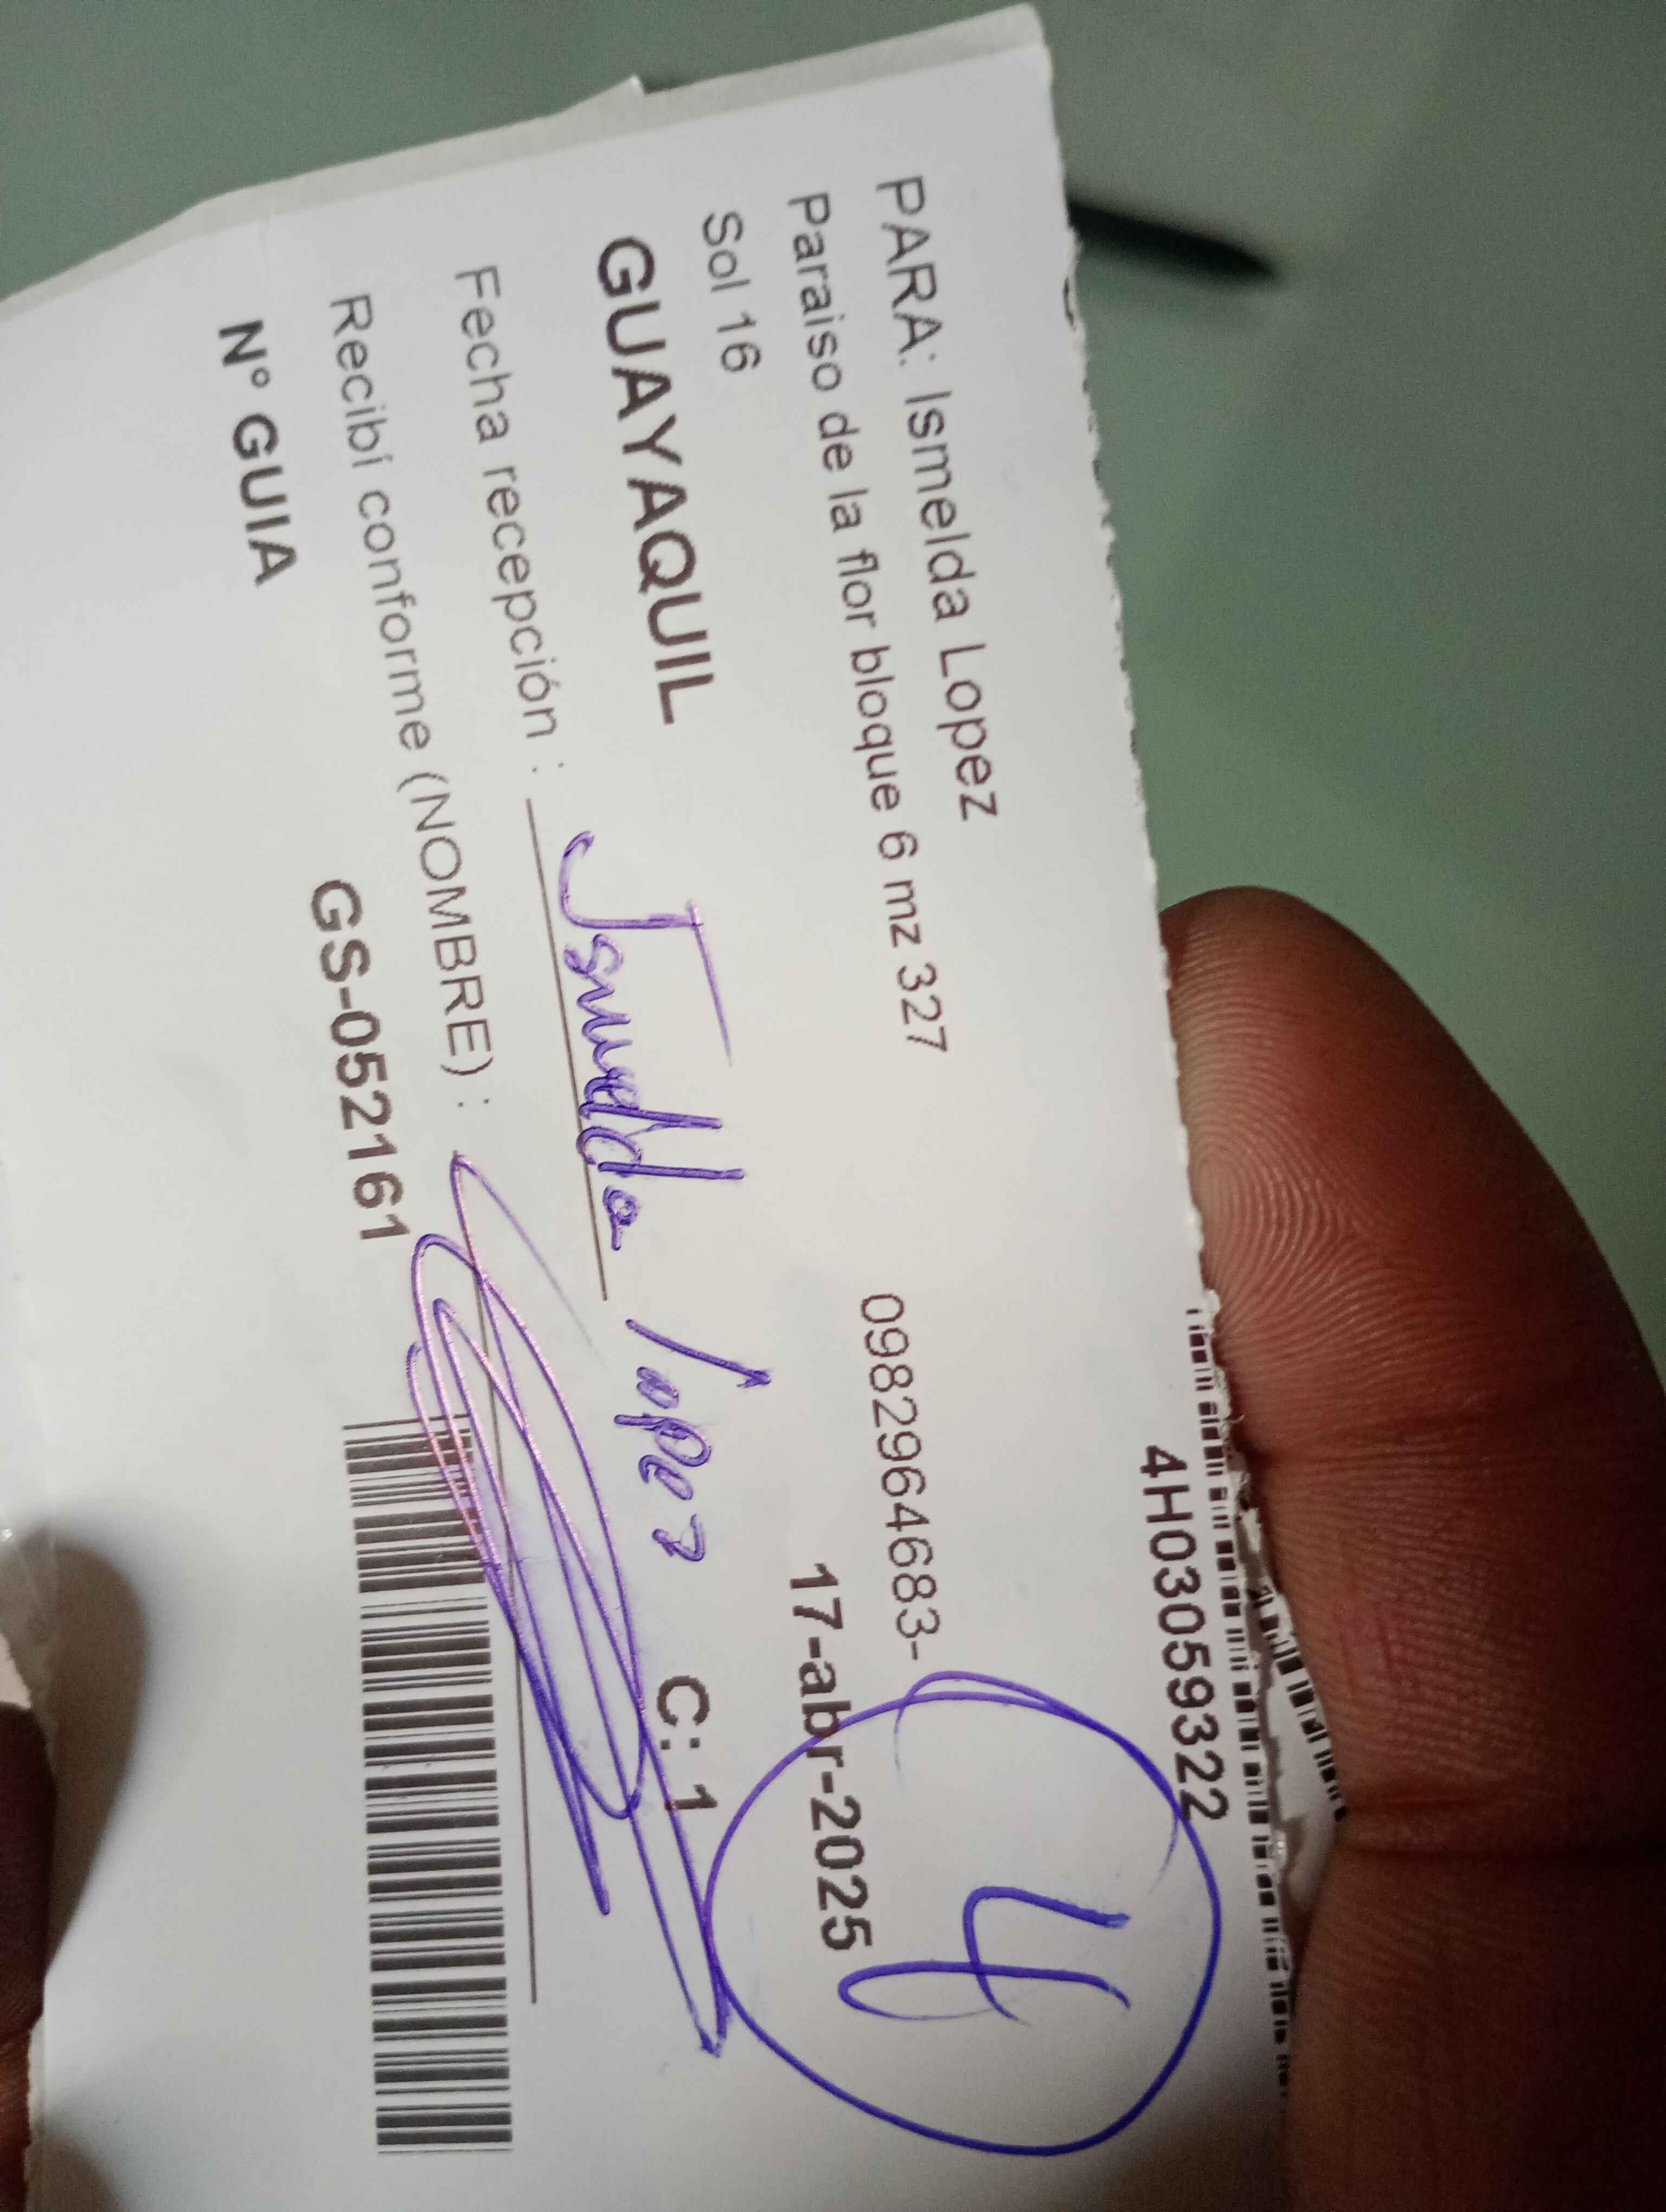 4H03059322
PARA: Ismelda Lopez
Paraiso de la flor bloque 6 mz 327 0982964683-
Sol 16
4
17-abr-2025
GUAYAQUIL
C: 1
Fecha recepción : Ismelda Lopez
Recibí conforme (NOMBRE) :
N° GUIA GS-052161